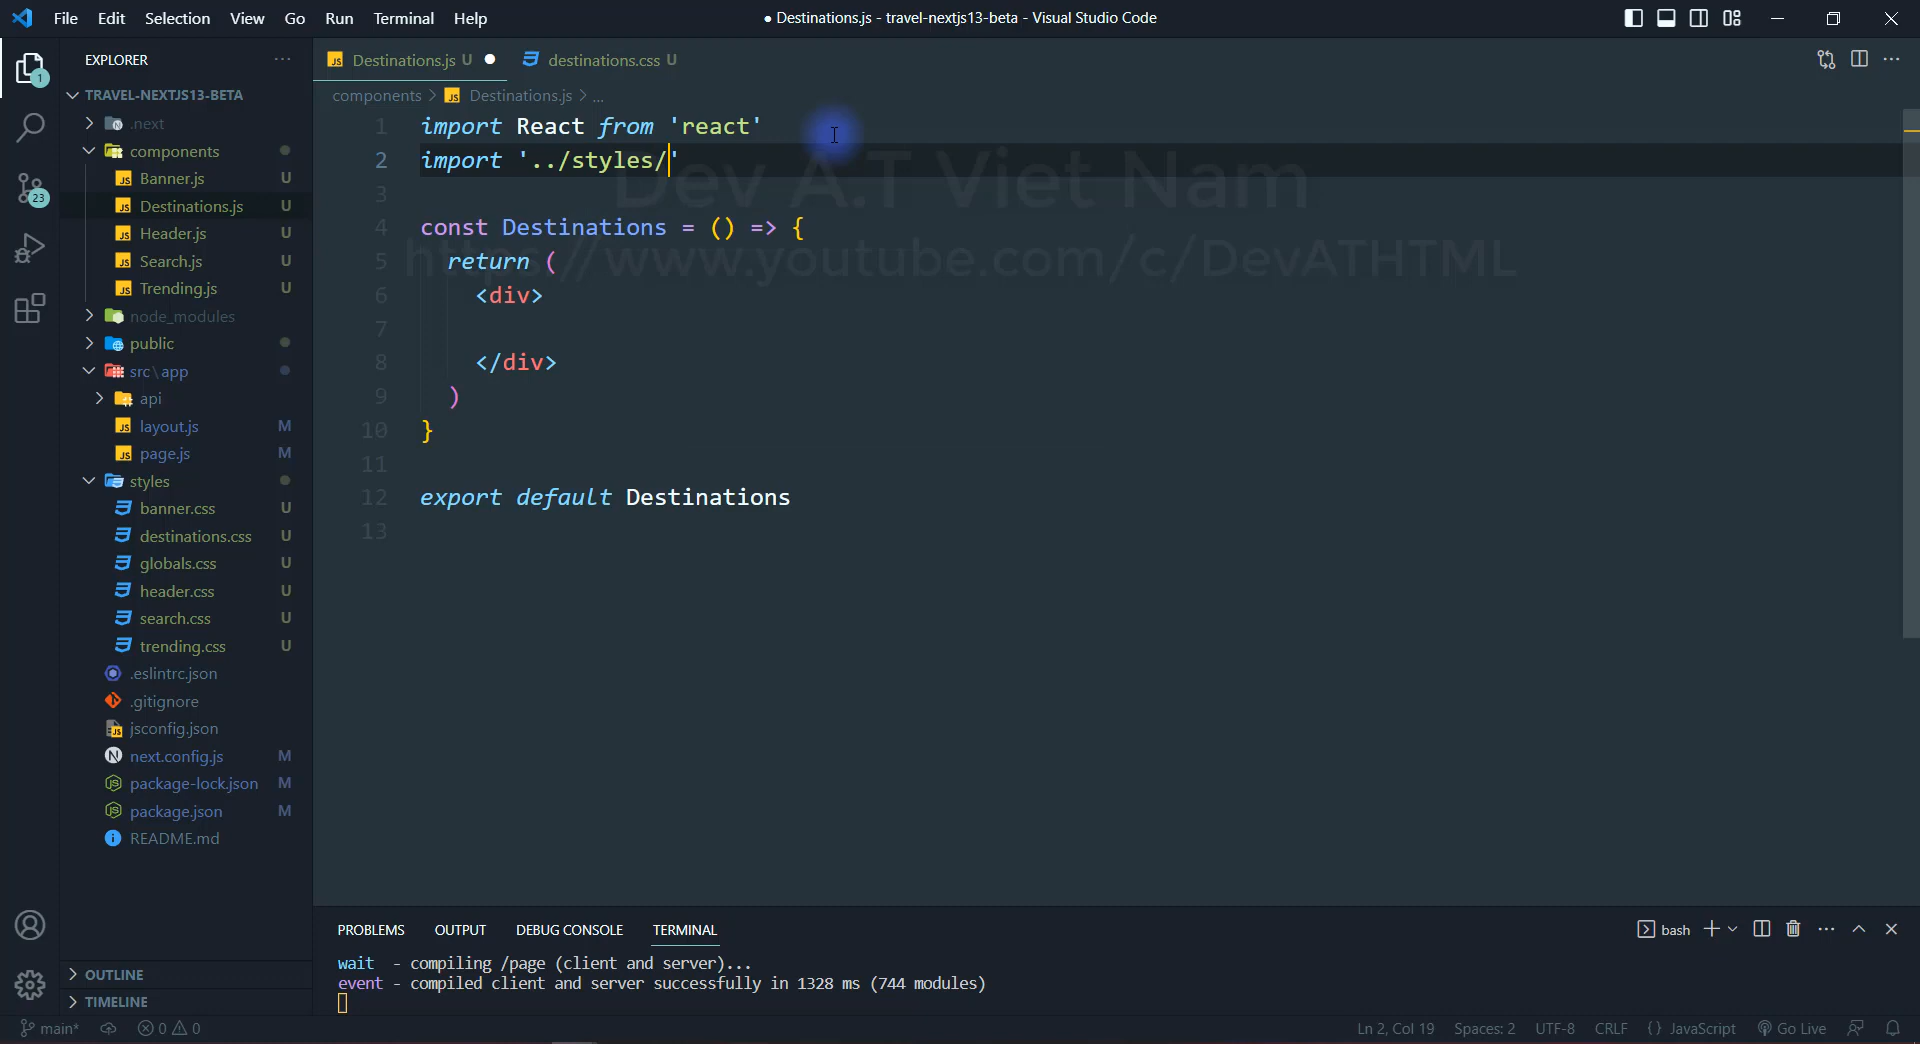 File Edit Selection View Go Run Terminal Help
● Destinations.js - travel-nextjs13-beta - Visual Studio Code
EXPLORER
TRAVEL-NEXTJS13-BETA
.next
components
Banner.js U
Destinations.js U
Header.js U
Search.js U
Trending.js U
node_modules
public
src\app
api
layout.js M
page.js M
styles
banner.css U
destinations.css U
globals.css U
header.css U
search.css U
trending.css U
.eslintrc.json
.gitignore
jsconfig.json
next.config.js M
package-lock.json M
package.json M
README.md
OUTLINE
TIMELINE
1
23
Destinations.js U ●
destinations.css U
components > Destinations.js > ...
1 import React from 'react'
2 import '../styles/'
3
4 const Destinations = () => {
5 return (
6 <div>
7
8 </div>
9 )
10 }
11
12 export default Destinations
13
Dev A.T Viet Nam
https://www.youtube.com/c/DevATHTML
PROBLEMS OUTPUT DEBUG CONSOLE TERMINAL
bash
wait - compiling /page (client and server)...
event - compiled client and server successfully in 1328 ms (744 modules)
main* 0 0
Ln 2, Col 19 Spaces: 2 UTF-8 CRLF {} JavaScript Go Live